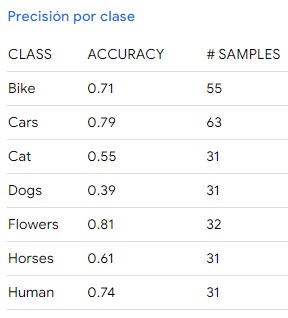 Precisión por clase
CLASS ACCURACY # SAMPLES
Bike 0.71 55
Cars 0.79 63
Cat 0.55 31
Dogs 0.39 31
Flowers 0.81 32
Horses 0.61 31
Human 0.74 31